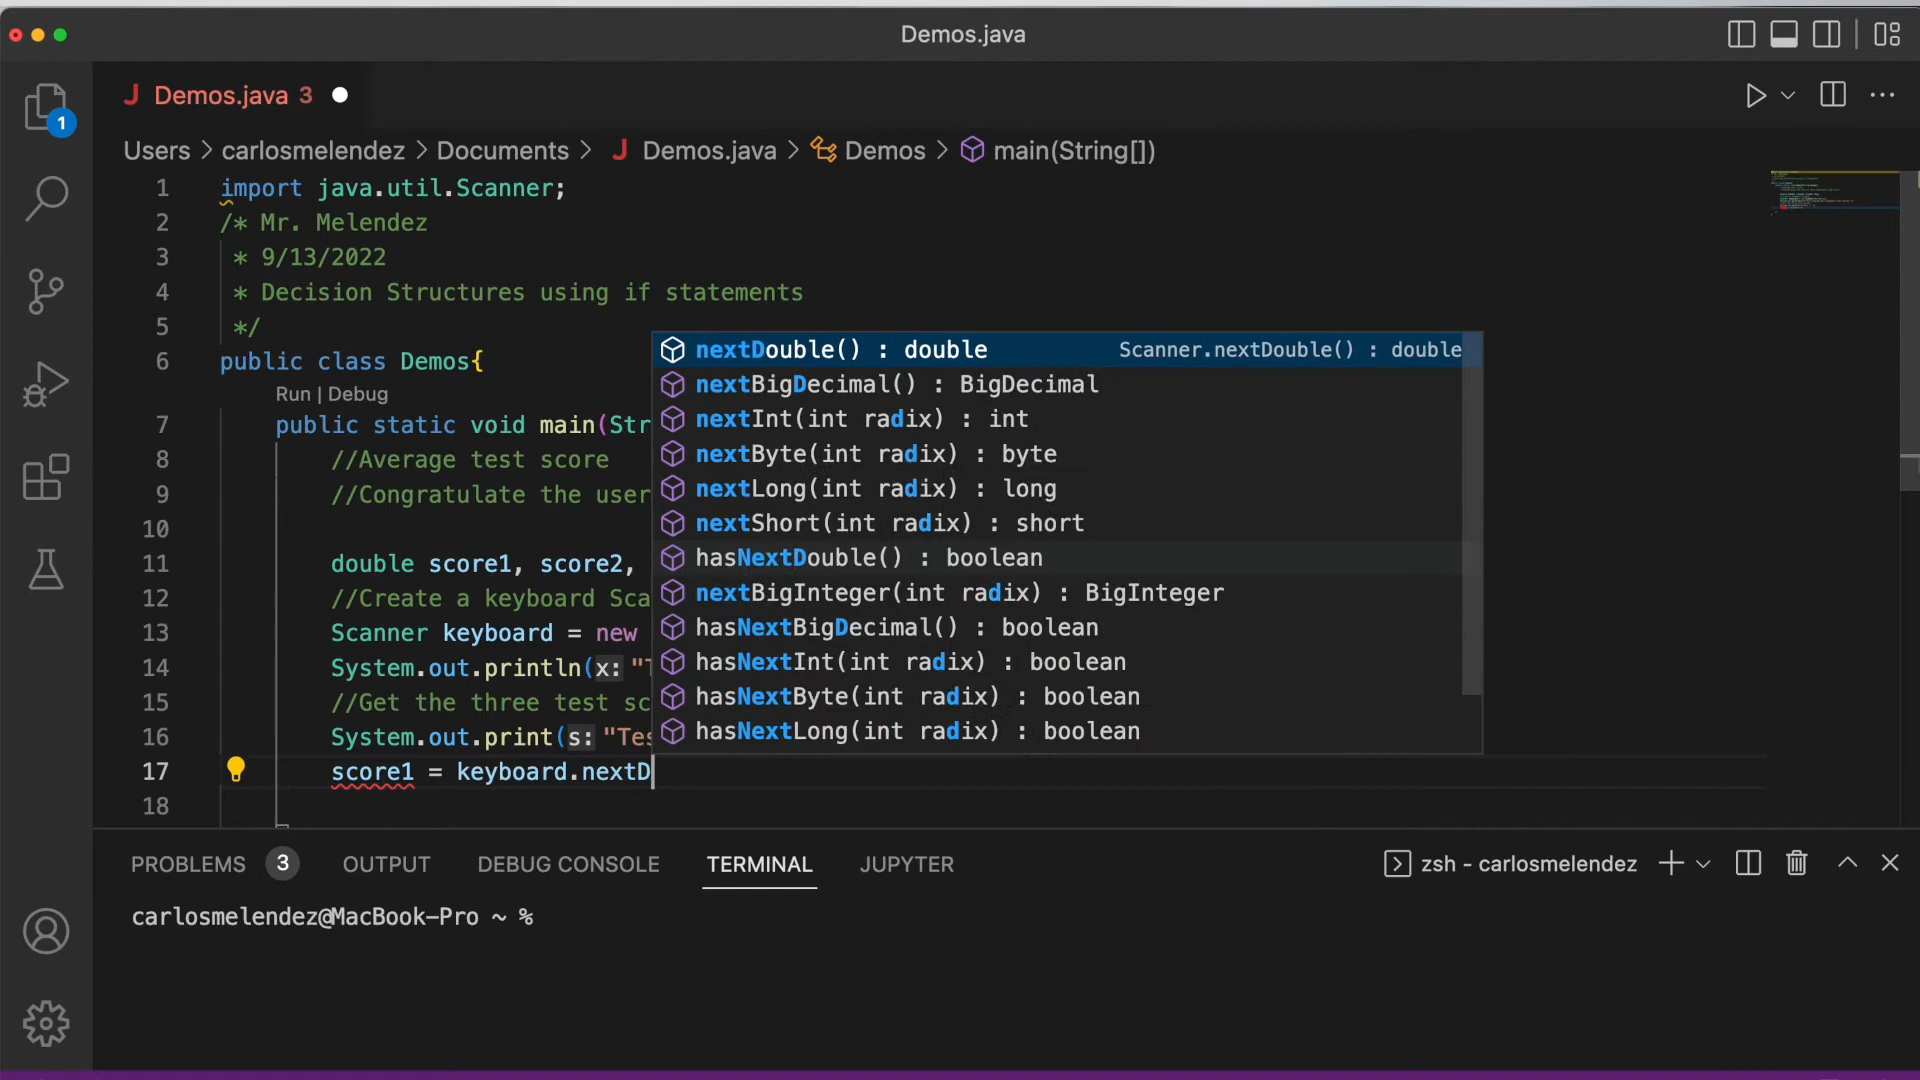 Demos.java
Demos.java 3
1
Users > carlosmelendez > Documents > J Demos.java > Demos > main(String[])
1 import java.util.Scanner;
2 /* Mr. Melendez
3 * 9/13/2022
4 * Decision Structures using if statements
5 */
6 public class Demos{
Run | Debug
7 public static void main(Str
8 //Average test score
9 //Congratulate the user
10
11 double score1, score2,
12 //Create a keyboard Sca
13 Scanner keyboard = new
14 System.out.println(x: "T
15 //Get the three test sc
16 System.out.print(s: "Tes
17 score1 = keyboard.nextD
18
nextDouble() : double Scanner.nextDouble() : double
nextBigDecimal() : BigDecimal
nextInt(int radix) : int
nextByte(int radix) : byte
nextLong(int radix) : long
nextShort(int radix) : short
hasNextDouble() : boolean
nextBigInteger(int radix) : BigInteger
hasNextBigDecimal() : boolean
hasNextInt(int radix) : boolean
hasNextByte(int radix) : boolean
hasNextLong(int radix) : boolean
PROBLEMS 3 OUTPUT DEBUG CONSOLE TERMINAL JUPYTER zsh - carlosmelendez
carlosmelendez@MacBook-Pro ~ %